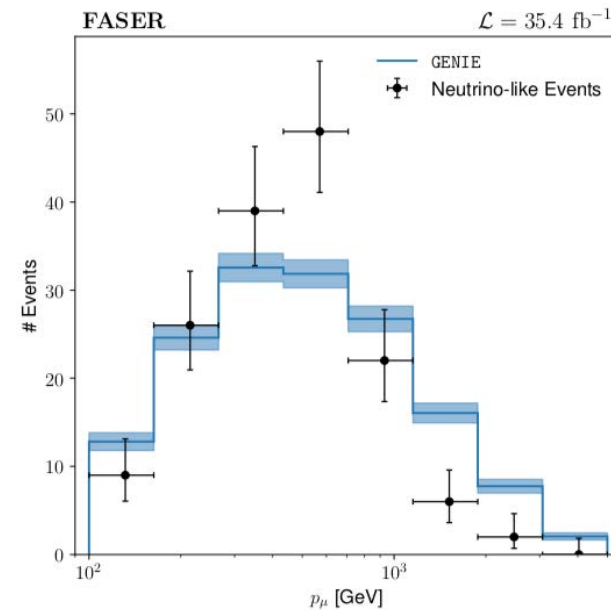 FASER
ℒ = 35.4 fb⁻¹
GENIE
Neutrino-like Events
# Events
50
40
30
20
10
0
10² 10³
pμ [GeV]